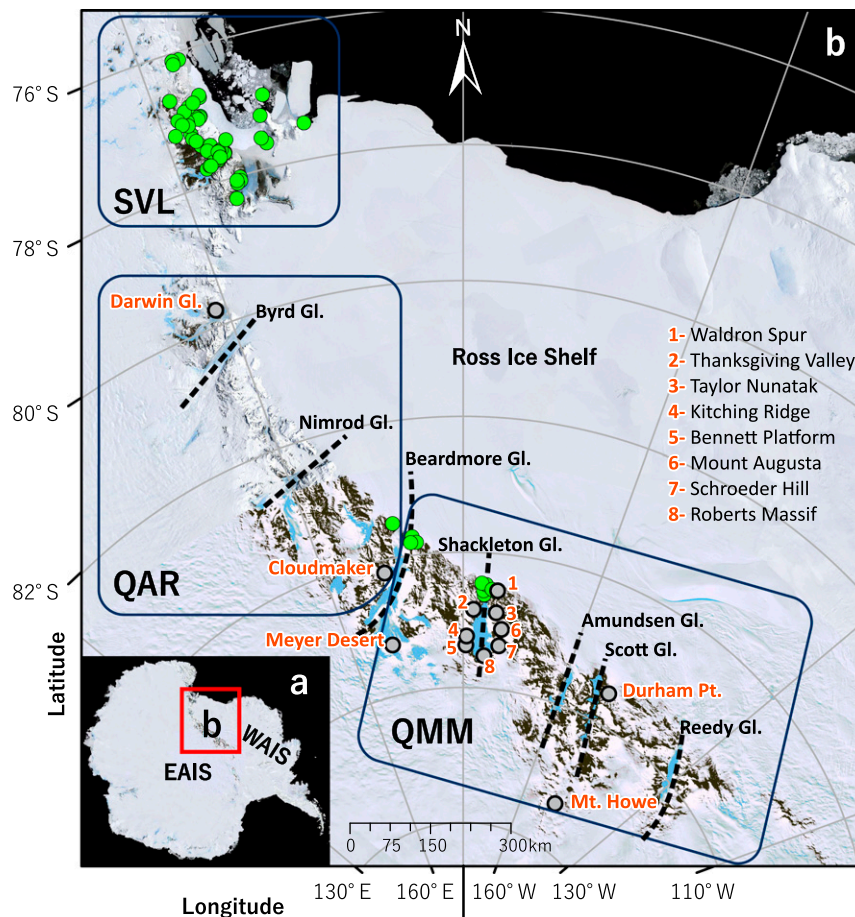 N
b
76° S
SVL
78° S
Darwin Gl.
Byrd Gl.
1- Waldron Spur
2- Thanksgiving Valley
3- Taylor Nunatak
4- Kitching Ridge
5- Bennett Platform
6- Mount Augusta
7- Schroeder Hill
8- Roberts Massif
Ross Ice Shelf
80° S
Nimrod Gl.
Beardmore Gl.
Shackleton Gl.
Cloudmaker
QAR
82° S
1
2
3
4
6
5
7
8
Meyer Desert
Amundsen Gl.
Scott Gl.
Durham Pt.
Latitude
a
b
WAIS
EAIS
QMM
Reedy Gl.
Mt. Howe
0 75 150 300km
130° E 160° E 160° W 130° W 110° W
Longitude